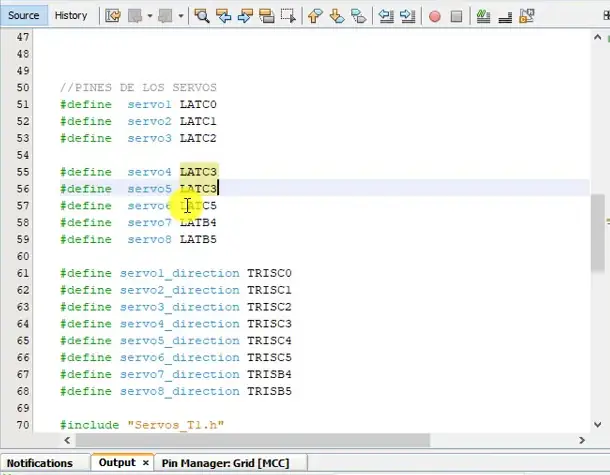 Source History
47
48
49
50 //PINES DE LOS SERVOS
51 #define servo1 LATC0
52 #define servo2 LATC1
53 #define servo3 LATC2
54
55 #define servo4 LATC3
56 #define servo5 LATC3
57 #define servo6 LATC5
58 #define servo7 LATB4
59 #define servo8 LATB5
60
61 #define servo1_direction TRISC0
62 #define servo2_direction TRISC1
63 #define servo3_direction TRISC2
64 #define servo4_direction TRISC3
65 #define servo5_direction TRISC4
66 #define servo6_direction TRISC5
67 #define servo7_direction TRISB4
68 #define servo8_direction TRISB5
69
70 #include "Servos_T1.h"
Notifications Output × Pin Manager: Grid [MCC]